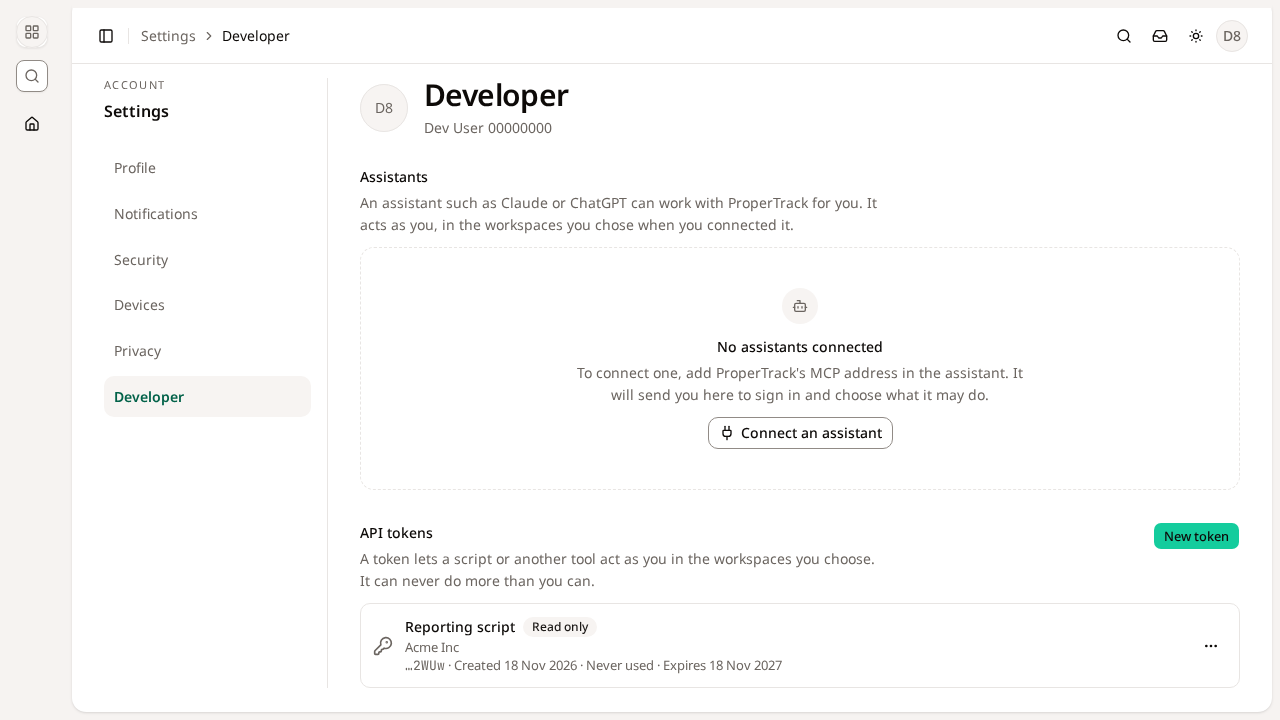 Settings
Developer
D8
ACCOUNT
Settings
Profile
Notifications
Security
Devices
Privacy
Developer
D8
Developer
Dev User 00000000
Assistants
An assistant such as Claude or ChatGPT can work with ProperTrack for you. It
acts as you, in the workspaces you chose when you connected it.
No assistants connected
To connect one, add ProperTrack's MCP address in the assistant. It
will send you here to sign in and choose what it may do.
Connect an assistant
API tokens
New token
A token lets a script or another tool act as you in the workspaces you choose.
It can never do more than you can.
Reporting script Read only
Acme Inc
…2WUw · Created 18 Nov 2026 · Never used · Expires 18 Nov 2027